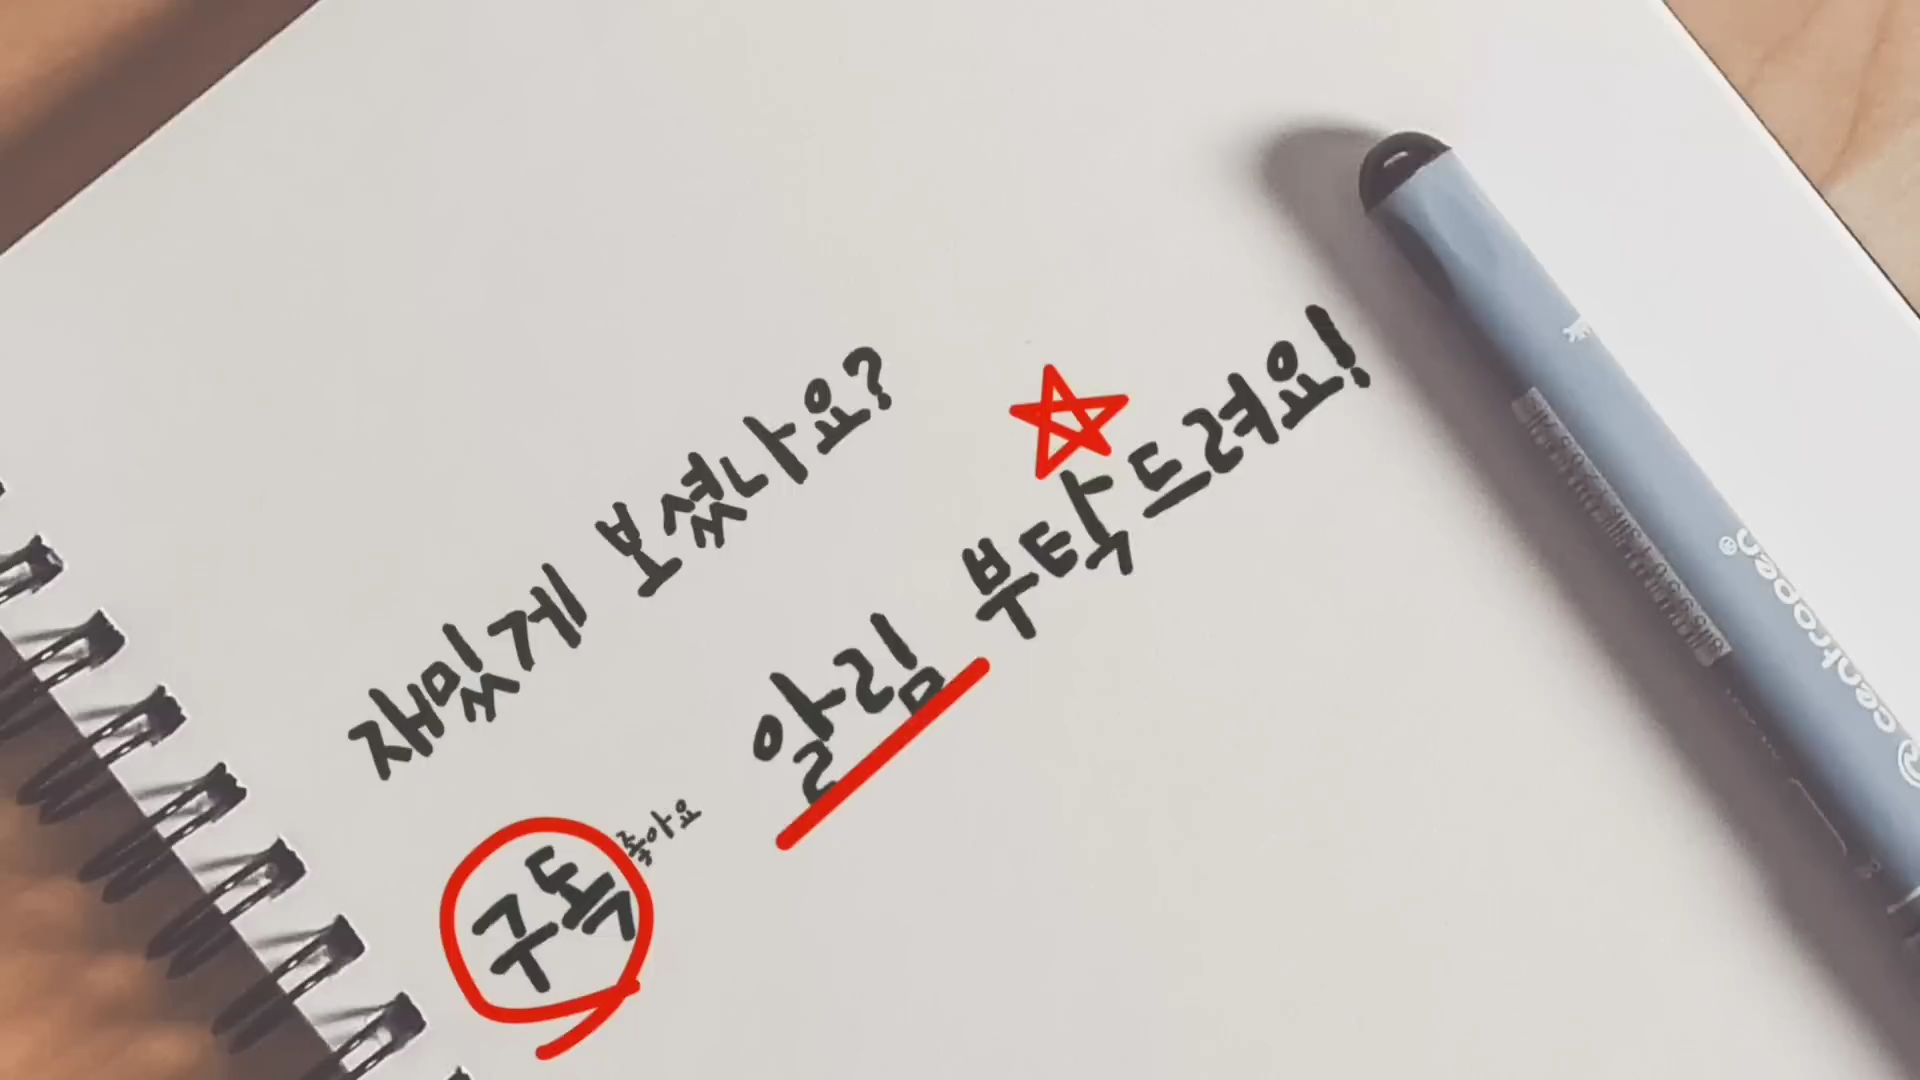 재밌게 보셨나요?
구독 좋아요 알림 부탁드려요!
centropen